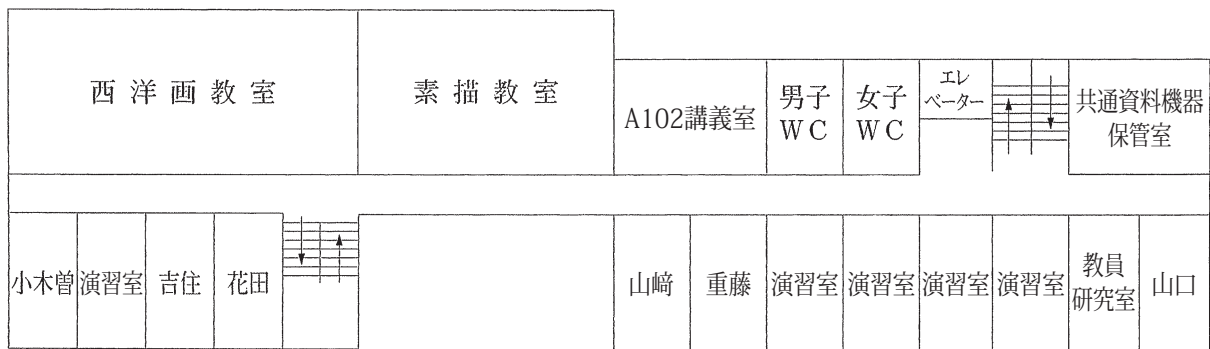 西洋画教室
素描教室
A102講義室
男子
WC
女子
WC
エレ
ベーター
共通資料機器
保管室
小木曽
演習室
吉住
花田
山﨑
重藤
演習室
演習室
演習室
演習室
教員
研究室
山口